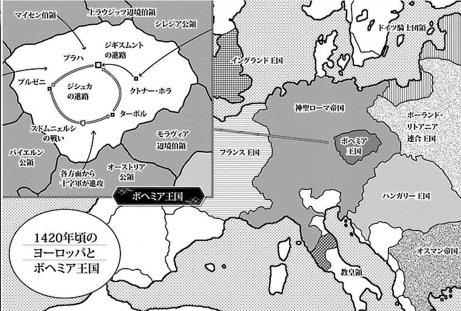 マイセン伯領
上ラウジッツ辺境伯領
シレジア公領
プラハ
ジギスムント
の進路
プルゼニ
ジシュカ
の進路
クトナー・ホラ
ターボル
スドムニェルシ
の戦い
モラヴィア
辺境伯領
バイエルン
公領
各方面から
十字軍が進攻
オーストリア
公領
ボヘミア王国
1420年頃の
ヨーロッパと
ボヘミア王国
イングランド王国
ドイツ騎士団領
神聖ローマ帝国
ポーランド・
リトアニア
連合王国
フランス王国
ボヘミア
王国
ハンガリー王国
オスマン帝国
教皇領